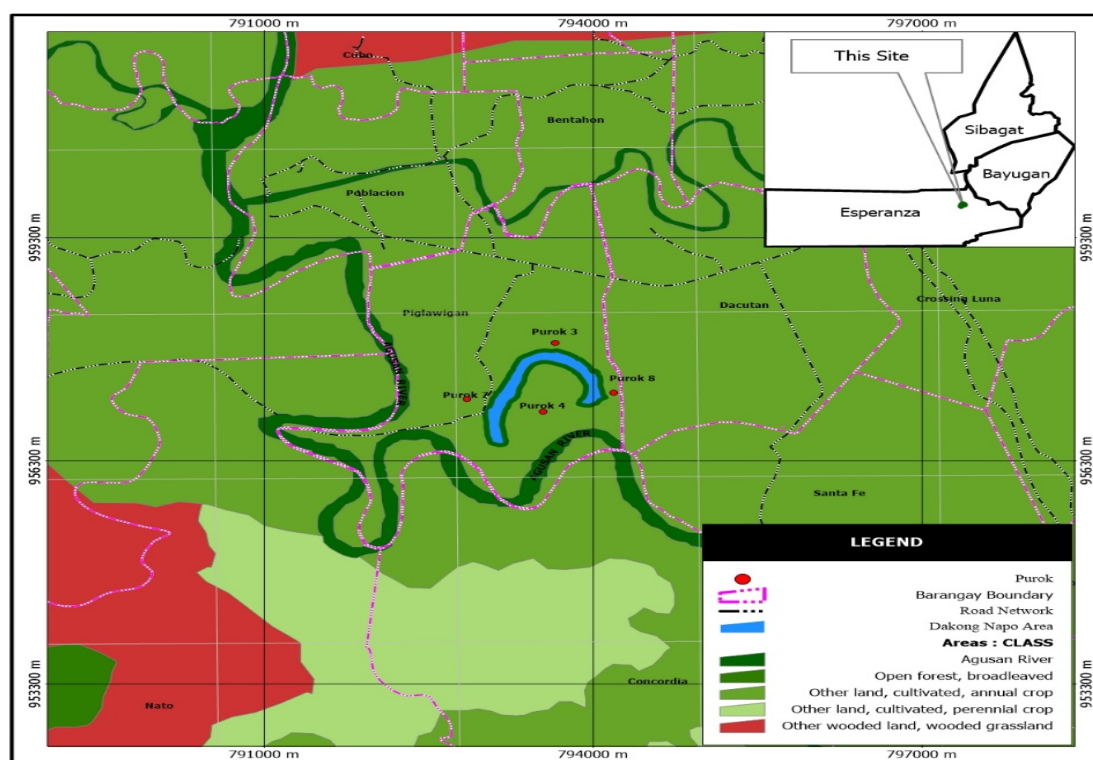 791000 m
794000 m
797000 m
Cubo
This Site
Sibagat
Bentahon
Bayugan
Poblacion
Esperanza
959300 m
959300 m
Crossing Luna
Dacutan
Piglawigan
Purok 3
AGUSAN RIVER
Purok 8
Purok 7
Purok 4
AGUSAN RIVER
956300 m
956300 m
Santa Fe
LEGEND
Purok
Barangay Boundary
Road Network
Dakong Napo Area
Areas : CLASS
Agusan River
Open forest, broadleaved
Other land, cultivated, annual crop
Other land, cultivated, perennial crop
Other wooded land, wooded grassland
Concordia
953300 m
953300 m
Nato
791000 m
794000 m
797000 m